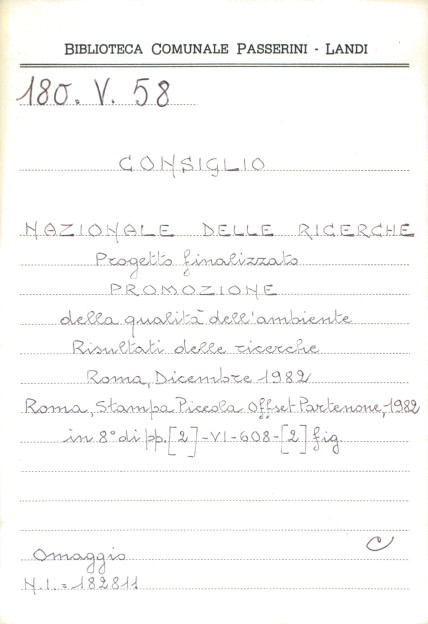 BIBLIOTECA COMUNALE PASSERINI - LANDI
180. V. 58
CONSIGLIO
NAZIONALE DELLE RICERCHE
Progetto finalizzato
PROMOZIONE
della qualità dell'ambiente
Risultati delle ricerche
Roma, Dicembre 1982
Roma, Stampa Piccola Offset Partenone, 1982
in 8° di pp. [2]-VI-608-[2] fig.
C
Omaggio
N.I. = 182811